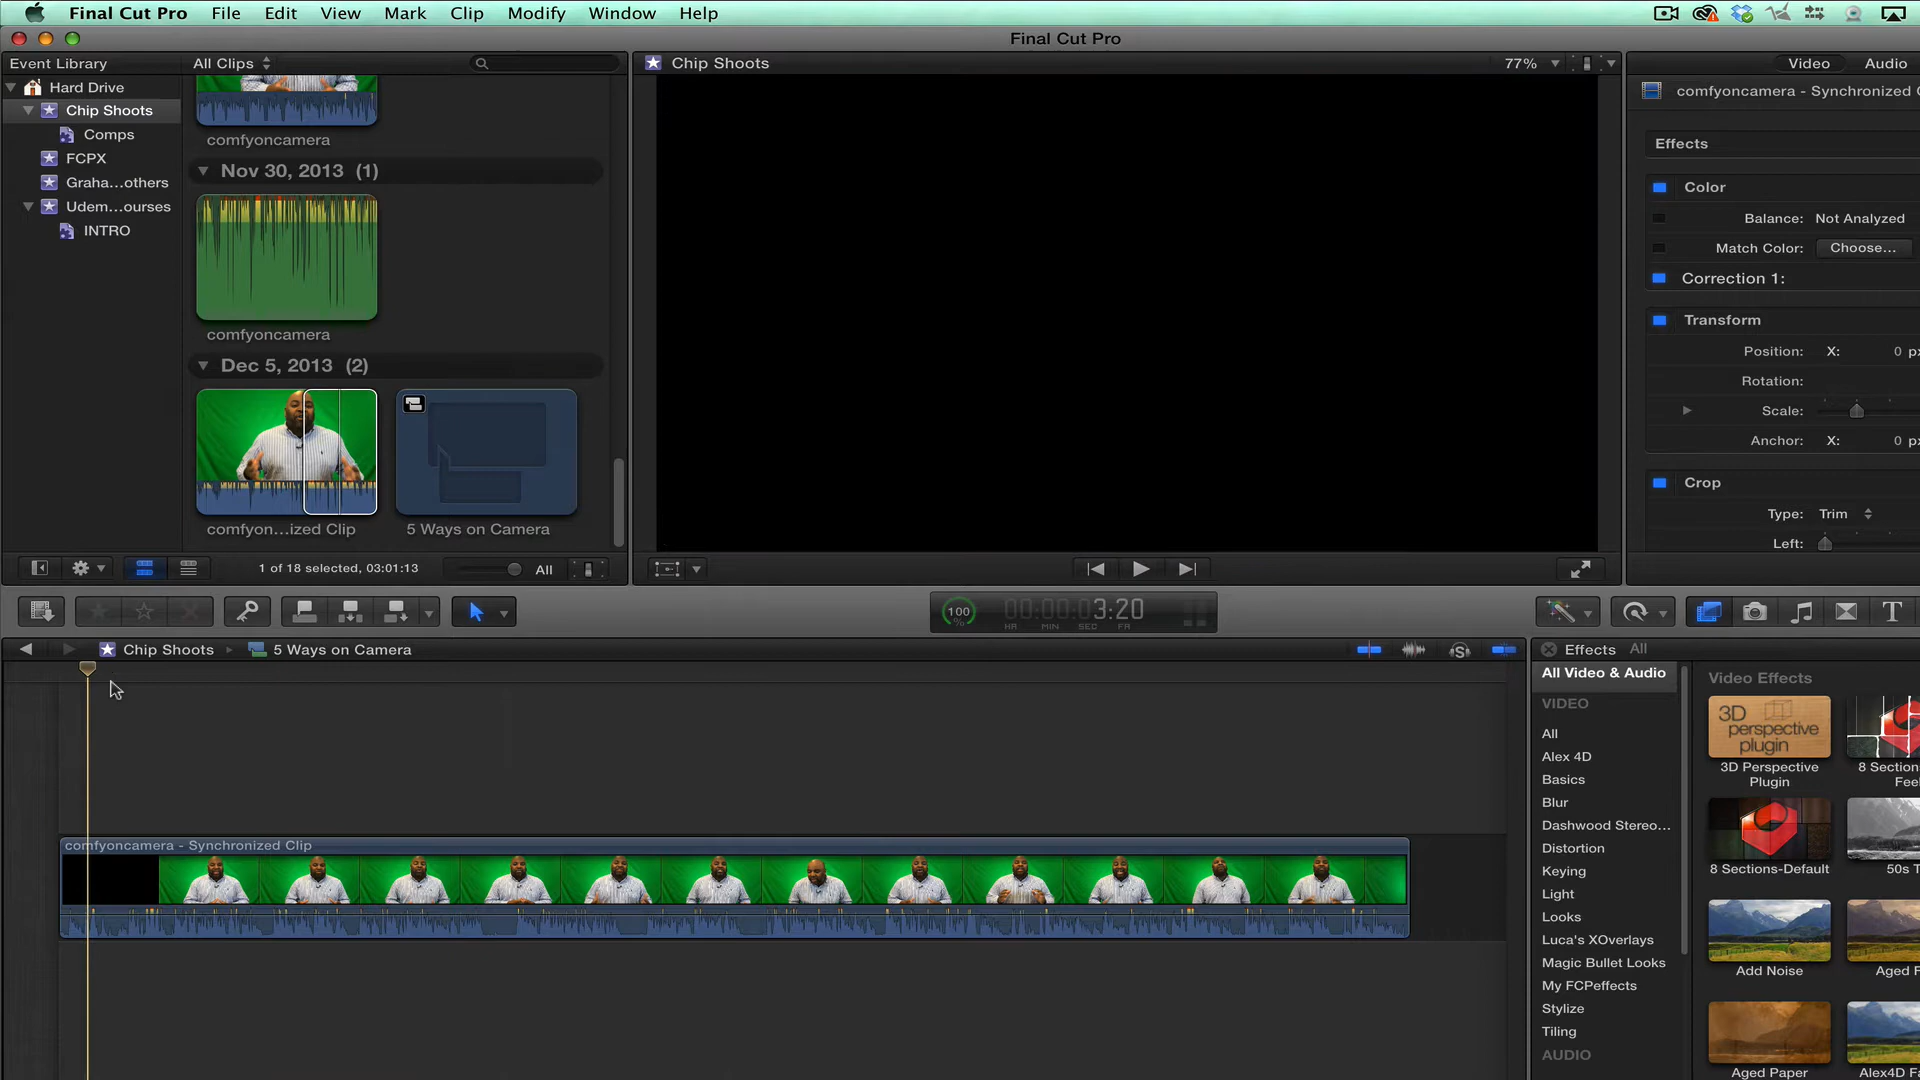 Final Cut Pro File Edit View Mark Clip Modify Window Help
Final Cut Pro
Event Library
All Clips
Chip Shoots
77%
Video Audio
Hard Drive
Chip Shoots
Comps
FCPX
Graha...others
Udem...ourses
INTRO
comfyoncamera
Nov 30, 2013 (1)
comfyoncamera
Dec 5, 2013 (2)
comfyon...ized Clip
5 Ways on Camera
1 of 18 selected, 03:01:13
All
comfyoncamera - Synchronized
Effects
Color
Balance: Not Analyzed
Match Color: Choose...
Correction 1:
Transform
Position: X: 0 px
Rotation:
Scale:
Anchor: X: 0 px
Crop
Type: Trim
Left:
100
%
00:00:03:20
HR MIN SEC FR
T
Chip Shoots
5 Ways on Camera
comfyoncamera - Synchronized Clip
Effects All
All Video & Audio
VIDEO
All
Alex 4D
Basics
Blur
Dashwood Stereo...
Distortion
Keying
Light
Looks
Luca's XOverlays
Magic Bullet Looks
My FCPeffects
Stylize
Tiling
AUDIO
Video Effects
3D
perspective
plugin
3D Perspective
Plugin
8 Section
Fee
8 Sections-Default
50s T
Add Noise
Aged F
Aged Paper
Alex4D Fa